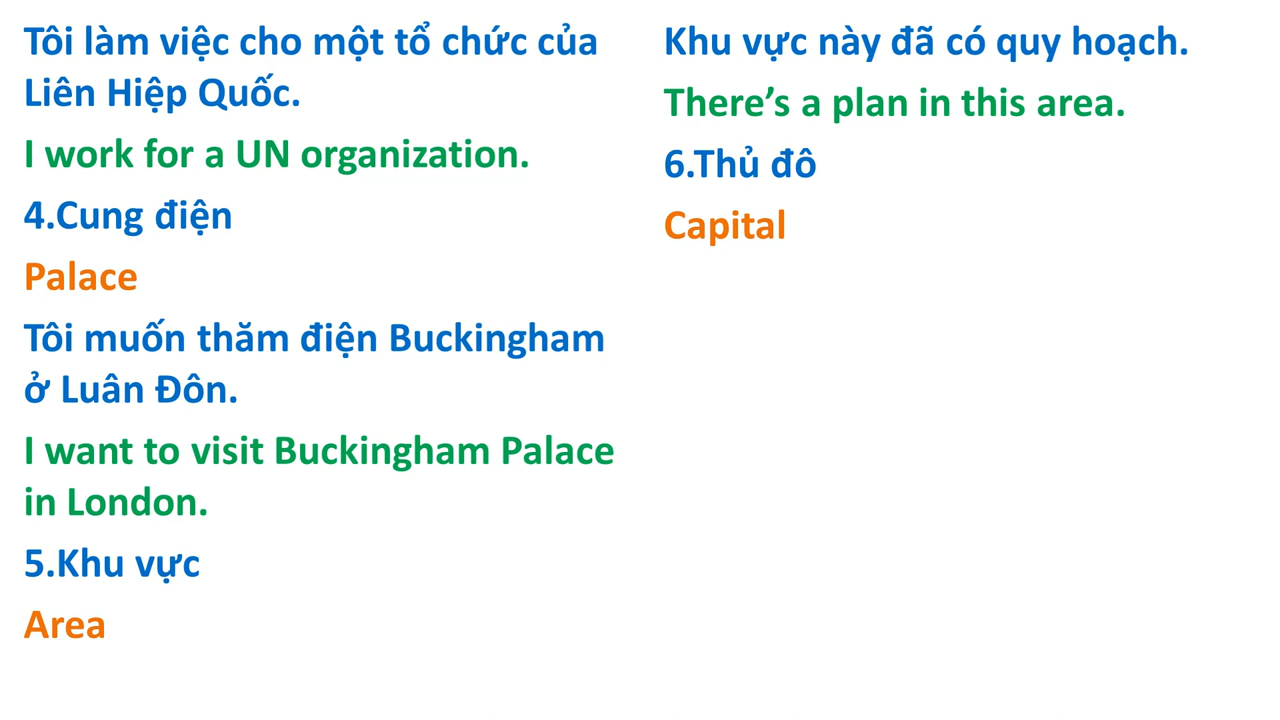 Tôi làm việc cho một tổ chức của
Liên Hiệp Quốc.
I work for a UN organization.
4.Cung điện
Palace
Tôi muốn thăm điện Buckingham
ở Luân Đôn.
I want to visit Buckingham Palace
in London.
5.Khu vực
Area
Khu vực này đã có quy hoạch.
There’s a plan in this area.
6.Thủ đô
Capital